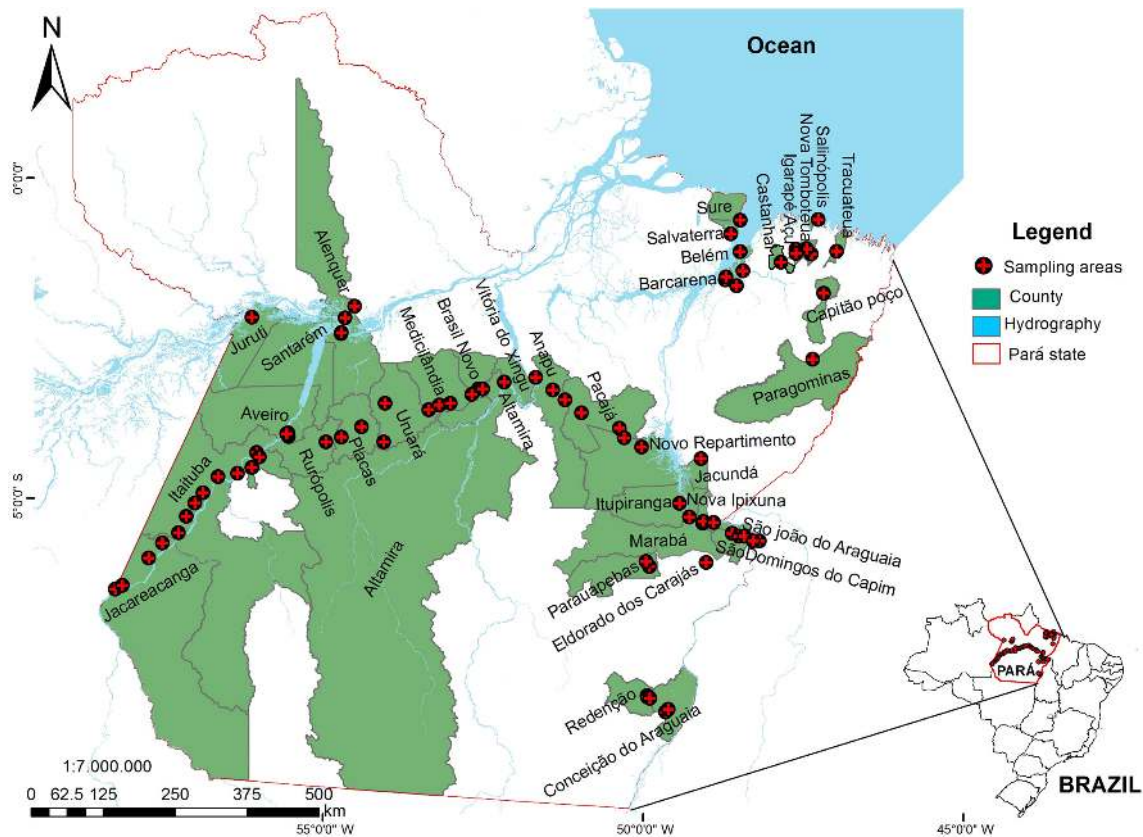 N
Ocean
0°0'0"
Salinópolis
Nova Tomboteua
Igarapé Açu
Castanhal
Tracuateua
Sure
Salvaterra
Belém
Barcarena
Capitão poço
Paragominas
Legend
Sampling areas
County
Hydrography
Pará state
Alenquer
Juruti
Santarém
Aveiro
Vitória do Xingu
Brasil Novo
Medicilândia
Anapu
Altamira
Pacajá
Uruará
Placas
Rurópolis
Itaituba
Novo Repartimento
Jacundá
5°0'0" S
Itupiranga
Nova Ipixuna
São joão do Araguaia
Marabá
SãoDomingos do Capim
Parauapebas
Eldorado dos Carajás
Jacareacanga
Altamira
Redenção
Conceição do Araguaia
PARÁ
BRAZIL
1:7.000.000
0 62.5 125 250 375 500
km
55°0'0" W
50°0'0" W
45°0'0" W